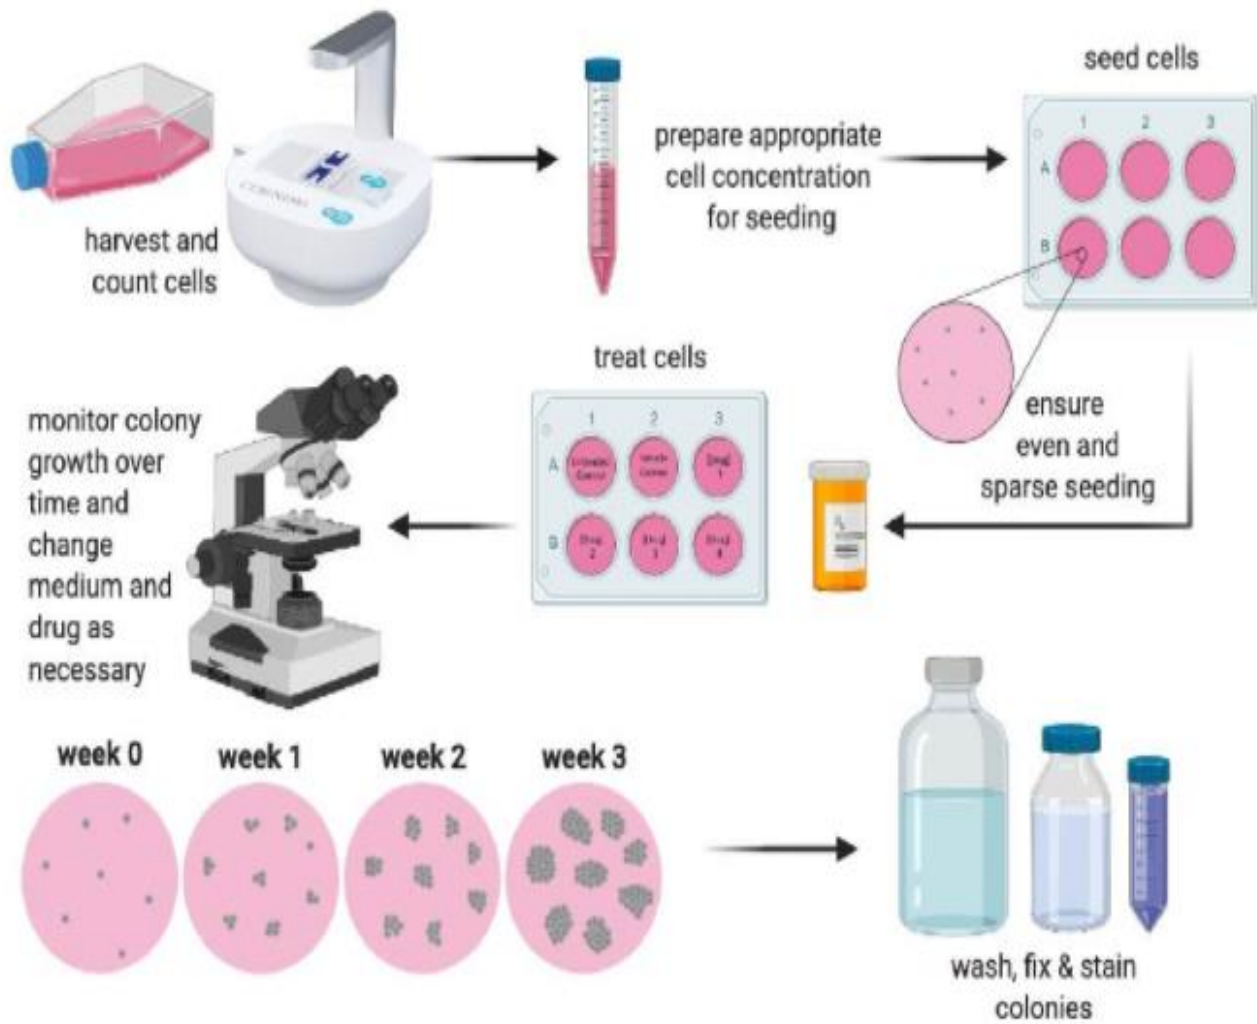 harvest and
count cells
prepare appropriate
cell concentration
for seeding
seed cells
1 2 3
A
B
ensure
even and
sparse seeding
treat cells
1 2 3
A
Control
Control
Drug
1
B
Drug
2
Drug
3
Drug
monitor colony
growth over
time and
change
medium and
drug as
necessary
week 0
week 1
week 2
week 3
wash, fix & stain
colonies